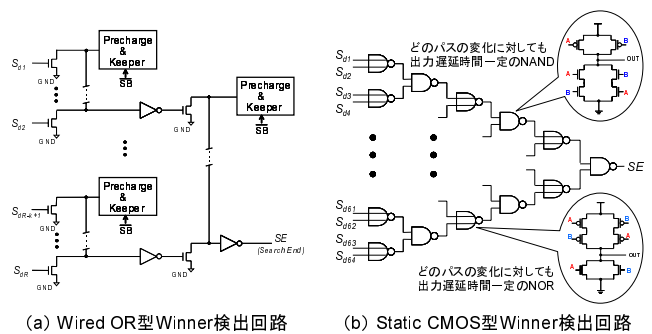 Precharge
&
Keeper
SB
Sd1
GND
Sd2
GND
GND
Precharge
&
Keeper
SB
Precharge
&
Keeper
SB
SdR-k+1
GND
SdR
GND
GND
SE
(Search End)
(a) Wired OR型Winner検出回路
どのパスの変化に対しても
出力遅延時間一定のNAND
Sd1
Sd2
Sd3
Sd4
A
B
OUT
A
B
B
A
SE
Sd61
Sd62
Sd63
Sd64
A
B
B
A
OUT
A
B
どのパスの変化に対しても
出力遅延時間一定のNOR
(b) Static CMOS型Winner検出回路